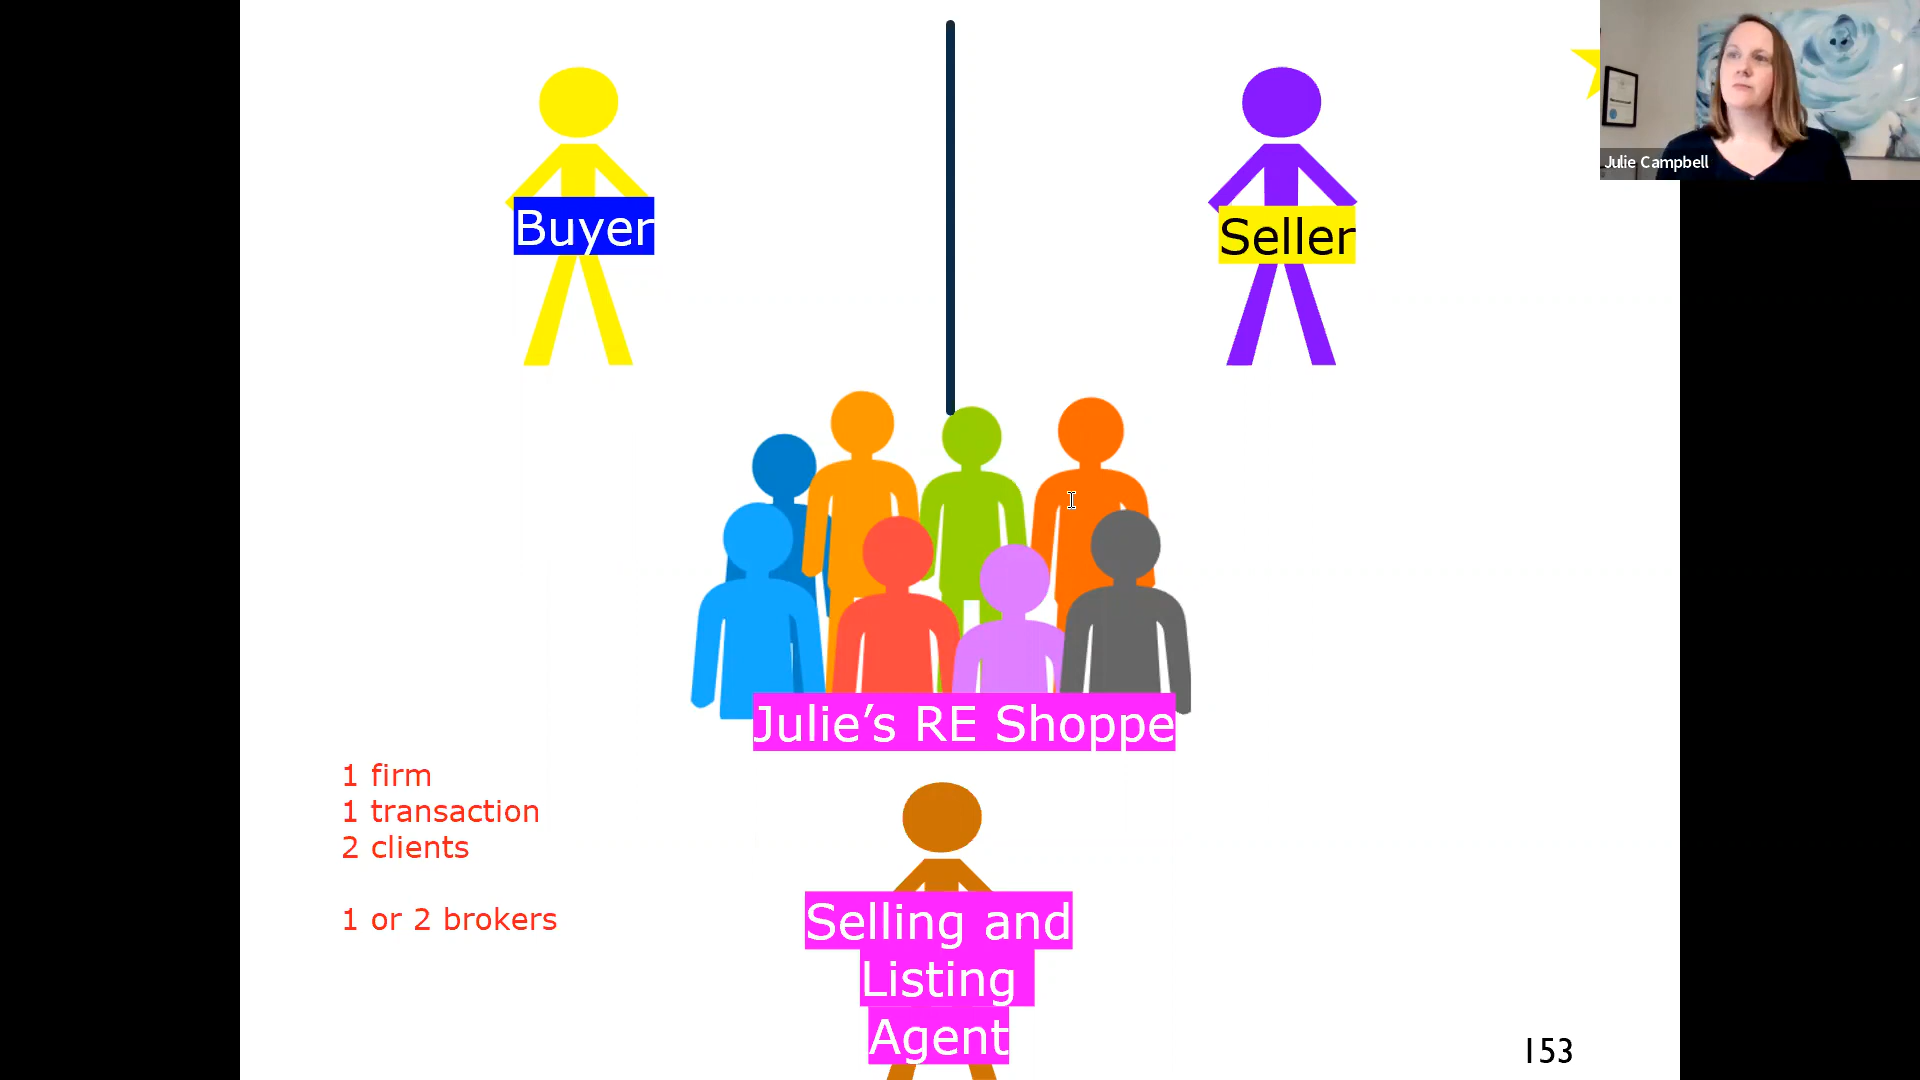 Buyer
Seller
Julie Campbell
Julie’s RE Shoppe
1 firm
1 transaction
2 clients
1 or 2 brokers
Selling and
Listing
Agent
153